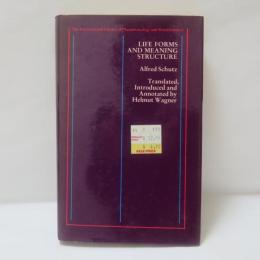 LIFE FORMS
AND MEANING
STRUCTURE
Alfred Schutz
Translated,
Introduced and
Annotated by
Helmut Wagner